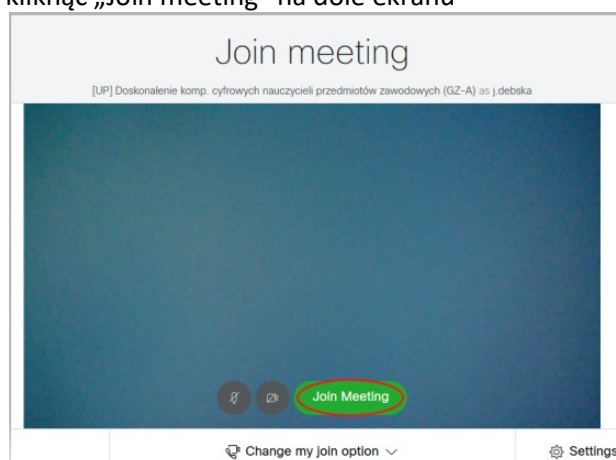 kliknąć „Join meeting” na dole ekranu
Join meeting
[UP] Doskonalenie komp. cyfrowych nauczycieli przedmiotów zawodowych (GZ-A) as j.debska
Join Meeting
Change my join option
Settings